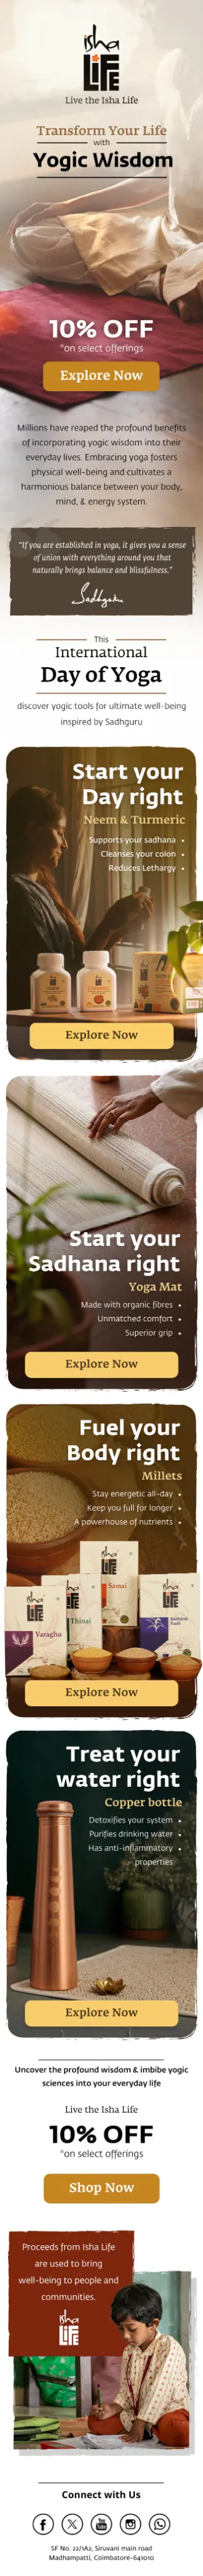 isha
LIFE
Live the Isha Life
Transform Your Life
with
Yogic Wisdom
10% OFF
*on select offerings
Explore Now
Millions have reaped the profound benefits
of incorporating yogic wisdom into their
everyday lives. Embracing yoga fosters
physical well-being and cultivates a
harmonious balance between your body,
mind, & energy system.
"If you are established in yoga, it gives you a sense
of union with everything around you that
naturally brings balance and blissfulness."
Sadhguru
This
International
Day of Yoga
discover yogic tools for ultimate well-being
inspired by Sadhguru
Start your
Day right
Neem & Turmeric
Supports your sadhana •
Cleanses your colon •
Reduces Lethargy •
Explore Now
Start your
Sadhana right
Yoga Mat
Made with organic fibres •
Unmatched comfort •
Superior grip •
Explore Now
Fuel your
Body right
Millets
Stay energetic all-day •
Keep you full for longer •
A powerhouse of nutrients •
isha
LIFE
Samai
isha
LIFE
Varaghu
LIFE
Thinai
isha
LIFE
Explore Now
Treat your
water right
Copper bottle
Detoxifies your system •
Purifies drinking water •
Has anti-inflammatory •
properties
Explore Now
Uncover the profound wisdom & imbibe yogic
sciences into your everyday life
Live the Isha Life
10% OFF
*on select offerings
Shop Now
Proceeds from Isha Life
are used to bring
well-being to people and
communities.
isha
LIFE
Connect with Us
SF No. 22/1A2, Siruvani main road
Madhampatti, Coimbatore-641010